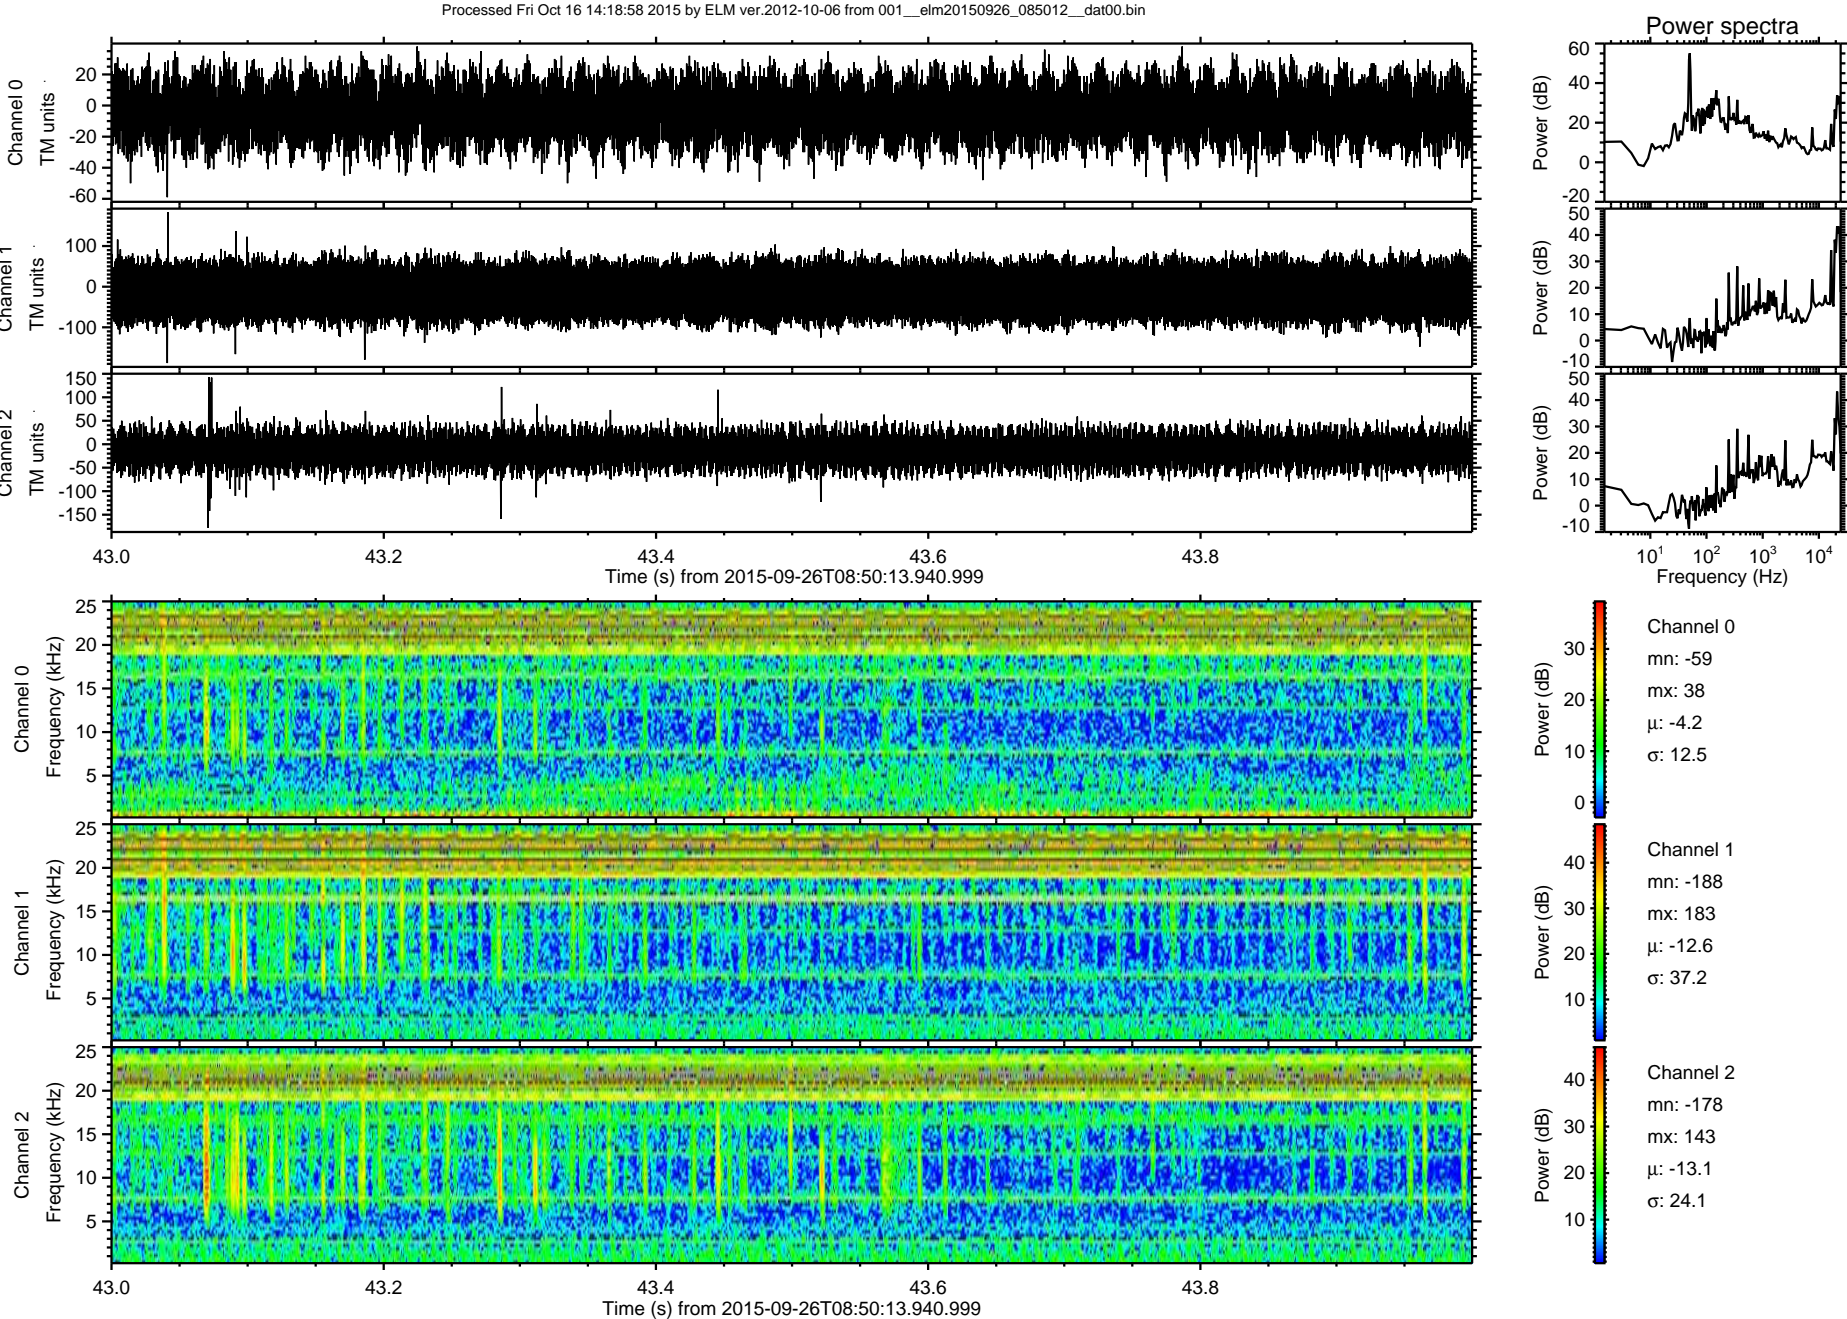 Processed Fri Oct 16 14:18:58 2015 by ELM ver.2012-10-06 from 001__elm20150926_085012__dat00.bin
Power spectra
Channel 0
TM units
20
0
-20
-40
-60
Power (dB)
60
40
20
0
-20
Channel 1
TM units
100
0
-100
Power (dB)
50
40
30
20
10
0
-10
Channel 2
TM units
150
100
50
0
-50
-100
-150
Power (dB)
50
40
30
20
10
0
-10
43.0 43.2 43.4 43.6 43.8
Time (s) from 2015-09-26T08:50:13.940.999
10^1 10^2 10^3 10^4
Frequency (Hz)
Channel 0
Frequency (kHz)
25
20
15
10
5
Power (dB)
30
20
10
0
Channel 0
mn: -59
mx: 38
μ: -4.2
σ: 12.5
Channel 1
Frequency (kHz)
25
20
15
10
5
Power (dB)
40
30
20
10
Channel 1
mn: -188
mx: 183
μ: -12.6
σ: 37.2
Channel 2
Frequency (kHz)
25
20
15
10
5
Power (dB)
40
30
20
10
Channel 2
mn: -178
mx: 143
μ: -13.1
σ: 24.1
43.0 43.2 43.4 43.6 43.8
Time (s) from 2015-09-26T08:50:13.940.999